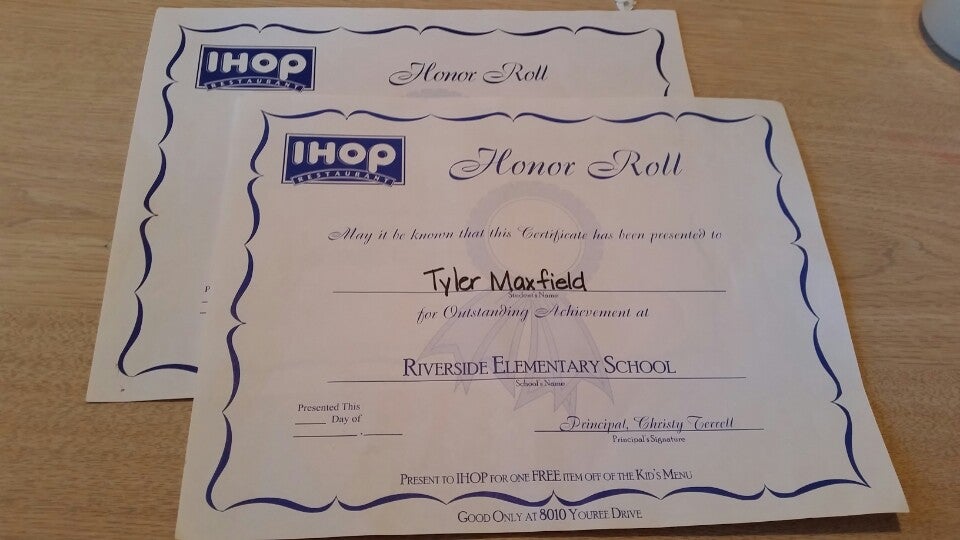 IHOP
RESTAURANT
Honor Roll
P
IHOP
RESTAURANT
Honor Roll
May it be known that this Certificate has been presented to
Tyler Maxfield
Student's Name
for Outstanding Achievement at
RIVERSIDE ELEMENTARY SCHOOL
School's Name
Presented This
____ Day of
________, ____
Principal, Christy Terrell
Principal's Signature
PRESENT TO IHOP FOR ONE FREE ITEM OFF OF THE KID'S MENU
GOOD ONLY AT 8010 YOUREE DRIVE